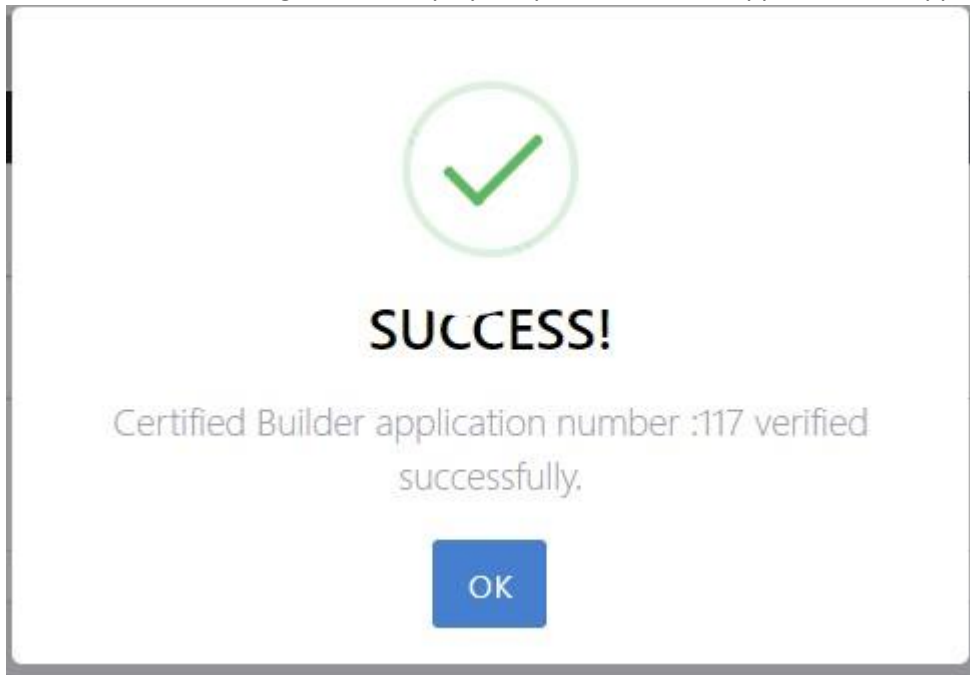 SUCCESS!
Certified Builder application number :117 verified
successfully.
OK